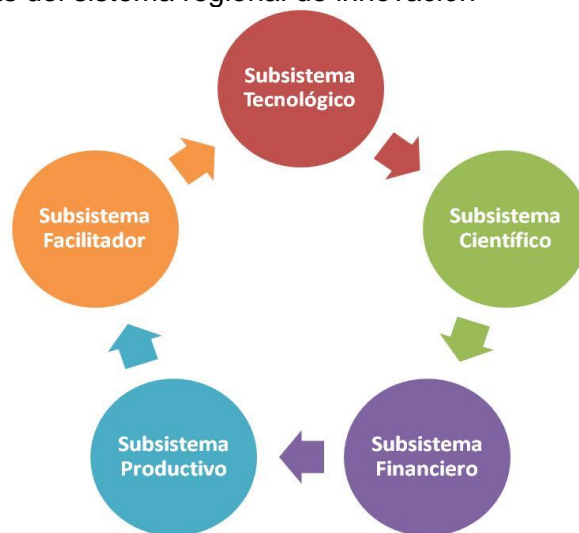 del sistema regional de innovación
Subsistema
Tecnológico
Subsistema
Científico
Subsistema
Financiero
Subsistema
Productivo
Subsistema
Facilitador